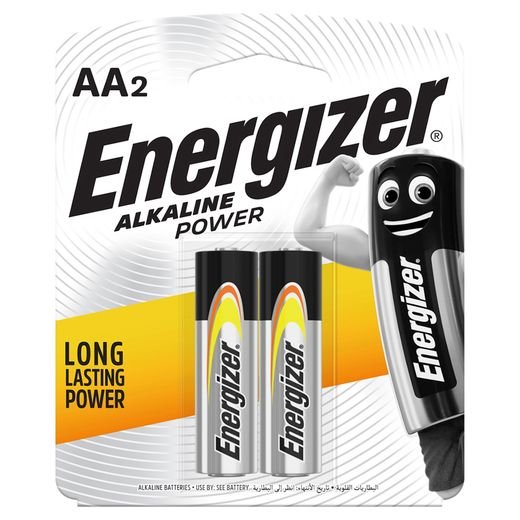 AA2
Energizer®
ALKALINE
POWER
LONG
LASTING
POWER
Energizer
Energizer
Energizer
ALKALINE BATTERIES • USE BY: SEE BATTERY. البطاريات القلوية • تاريخ الانتهاء: انظر إلى البطارية.